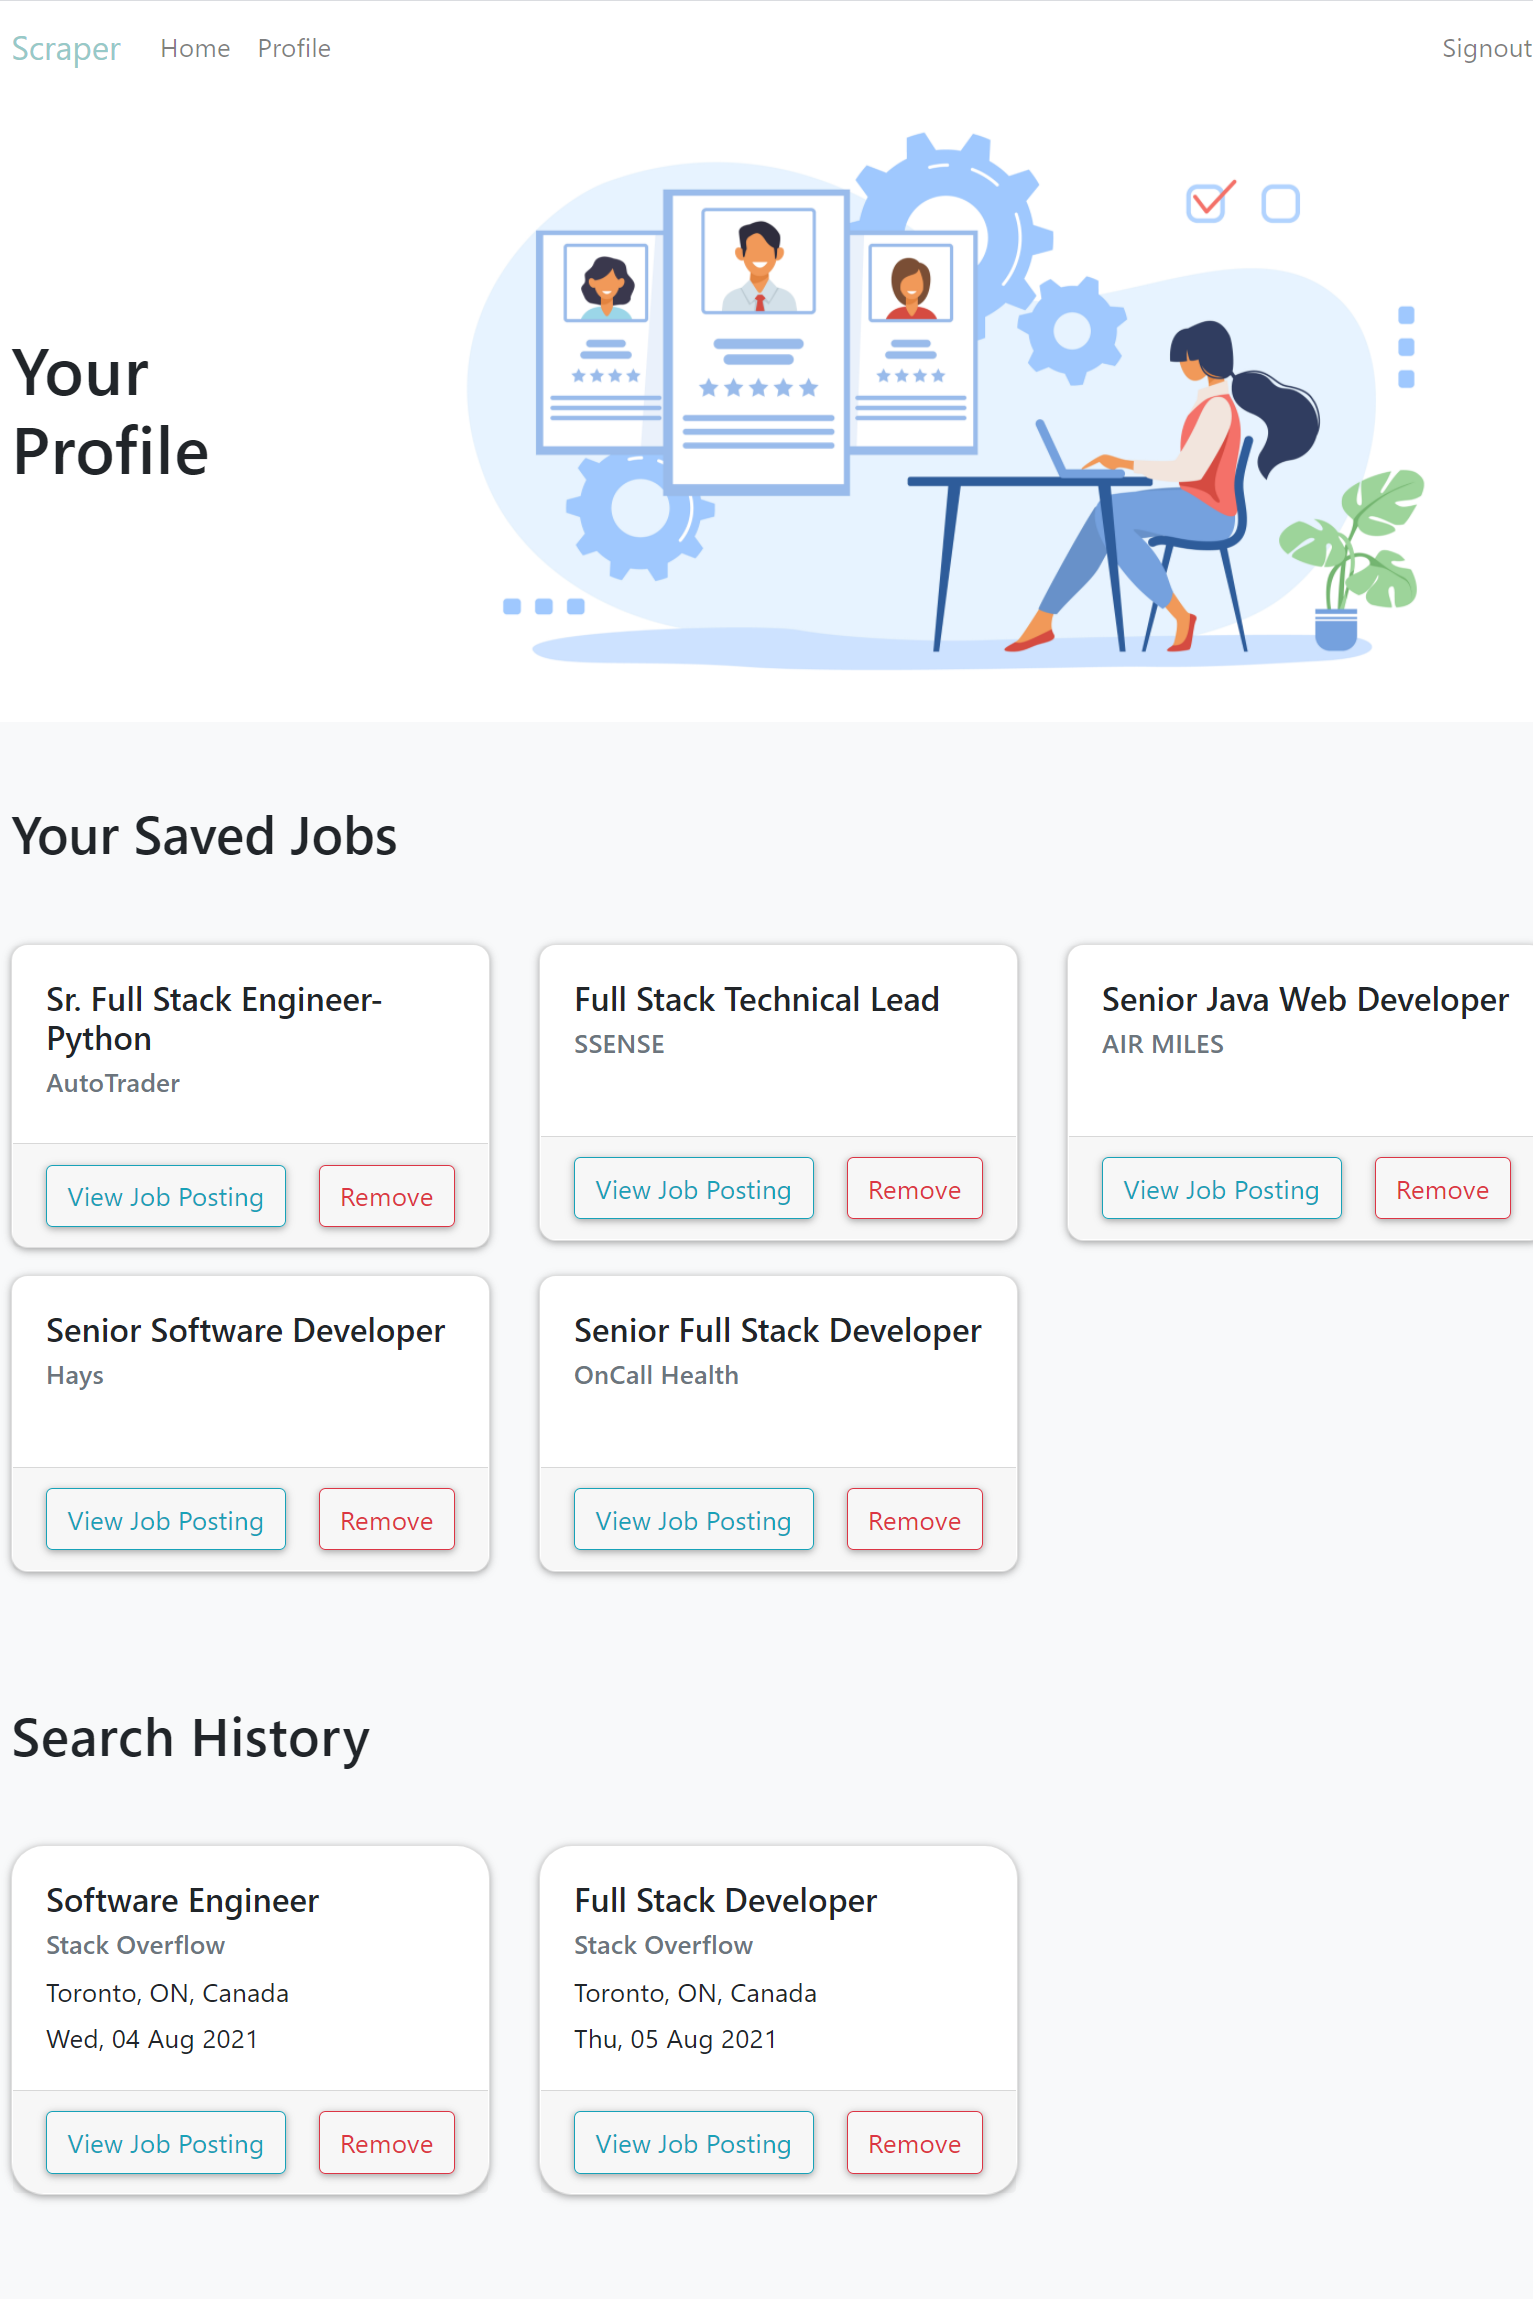 Scraper Home Profile Signout
Your
Profile
Your Saved Jobs
Sr. Full Stack Engineer-
Python
AutoTrader
View Job Posting Remove
Full Stack Technical Lead
SSENSE
View Job Posting Remove
Senior Java Web Developer
AIR MILES
View Job Posting Remove
Senior Software Developer
Hays
View Job Posting Remove
Senior Full Stack Developer
OnCall Health
View Job Posting Remove
Search History
Software Engineer
Stack Overflow
Toronto, ON, Canada
Wed, 04 Aug 2021
View Job Posting Remove
Full Stack Developer
Stack Overflow
Toronto, ON, Canada
Thu, 05 Aug 2021
View Job Posting Remove